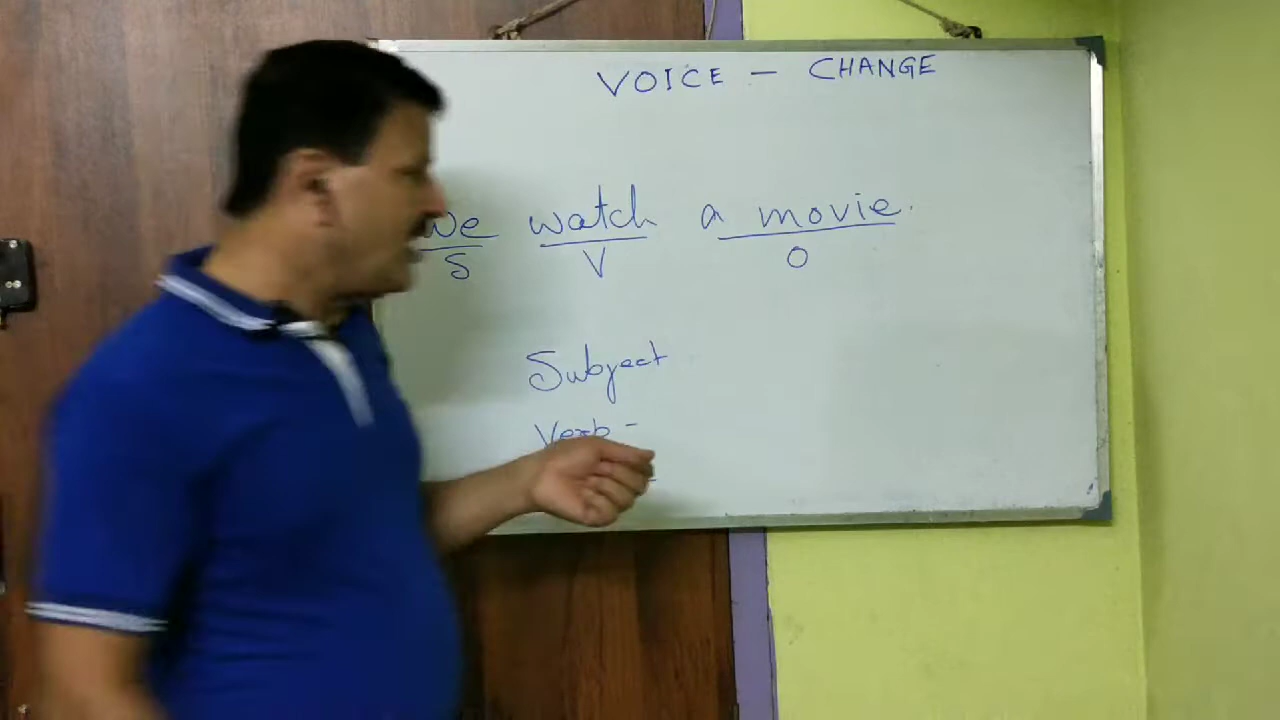 VOICE - CHANGE
We watch a movie.
S V O
Subject
Verb -